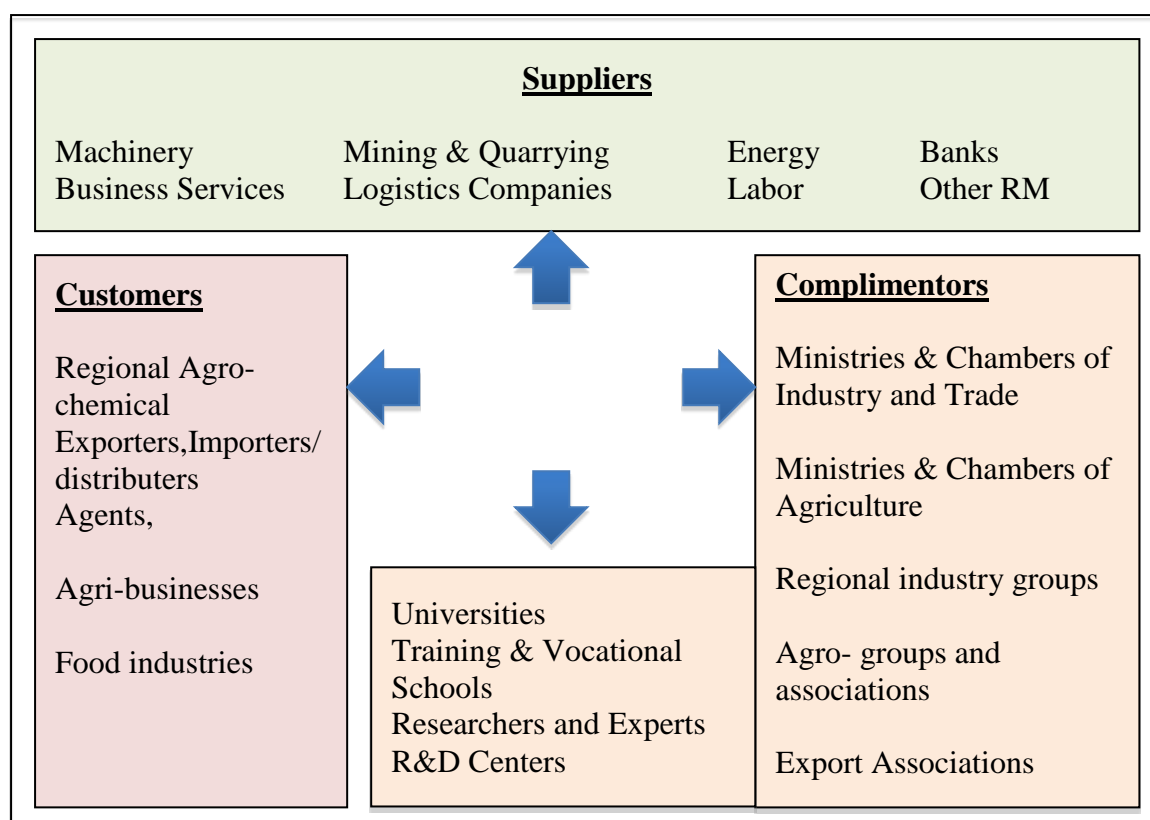 Suppliers
Machinery Mining & Quarrying Energy Banks
Business Services Logistics Companies Labor Other RM
Customers
Regional Agro-
chemical
Exporters,Importers/
distributers
Agents,
Agri-businesses
Food industries
Universities
Training & Vocational
Schools
Researchers and Experts
R&D Centers
Complimentors
Ministries & Chambers of
Industry and Trade
Ministries & Chambers of
Agriculture
Regional industry groups
Agro- groups and
associations
Export Associations